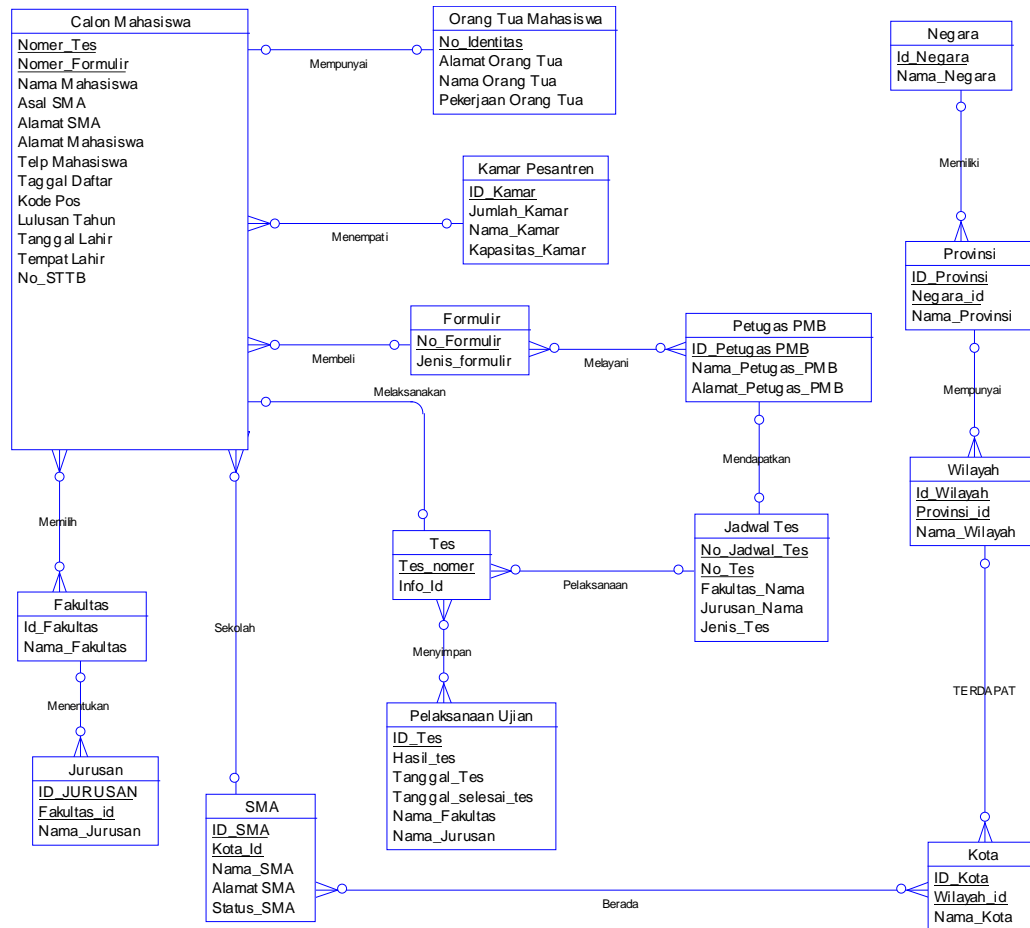 Calon Mahasiswa
Nomer_Tes
Nomer_Formulir
Nama Mahasiswa
Asal SMA
Alamat SMA
Alamat Mahasiswa
Telp Mahasiswa
Taggal Daftar
Kode Pos
Lulusan Tahun
Tanggal Lahir
Tempat Lahir
No_STTB
Mempunyai
Orang Tua Mahasiswa
No_Identitas
Alamat Orang Tua
Nama Orang Tua
Pekerjaan Orang Tua
Negara
Id_Negara
Nama_Negara
Memiliki
Kamar Pesantren
ID_Kamar
Jumlah_Kamar
Nama_Kamar
Kapasitas_Kamar
Menempati
Provinsi
ID_Provinsi
Negara_id
Nama_Provinsi
Mempunyai
Formulir
No_Formulir
Jenis_formulir
Membeli
Melayani
Petugas PMB
ID_Petugas PMB
Nama_Petugas_PMB
Alamat_Petugas_PMB
Melaksanakan
Mendapatkan
Wilayah
Id_Wilayah
Provinsi_id
Nama_Wilayah
Memilih
Tes
Tes_nomer
Info_Id
Pelaksanaan
Jadwal Tes
No_Jadwal_Tes
No_Tes
Fakultas_Nama
Jurusan_Nama
Jenis_Tes
Fakultas
Id_Fakultas
Nama_Fakultas
Sekolah
Menyimpan
Menentukan
TERDAPAT
Pelaksanaan Ujian
ID_Tes
Hasil_tes
Tanggal_Tes
Tanggal_selesai_tes
Nama_Fakultas
Nama_Jurusan
Jurusan
ID_JURUSAN
Fakultas_id
Nama_Jurusan
SMA
ID_SMA
Kota_Id
Nama_SMA
Alamat SMA
Status_SMA
Berada
Kota
ID_Kota
Wilayah_id
Nama_Kota